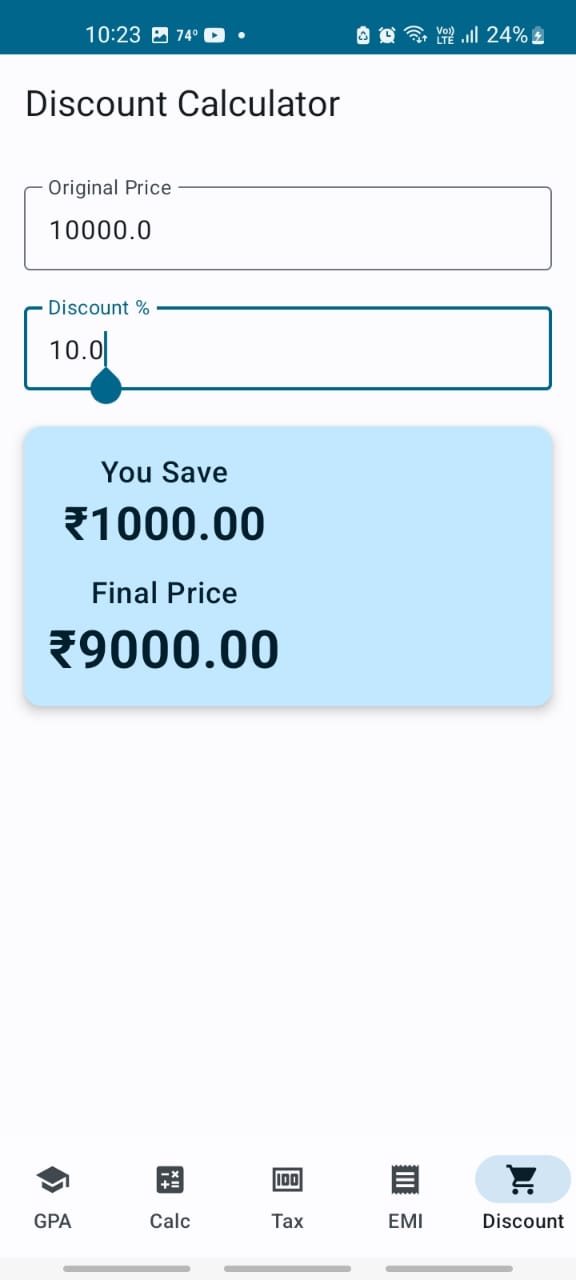 10:23 74° Vo)) LTE 24%
Discount Calculator
Original Price
10000.0
Discount %
10.0
You Save
₹1000.00
Final Price
₹9000.00
GPA Calc Tax EMI Discount